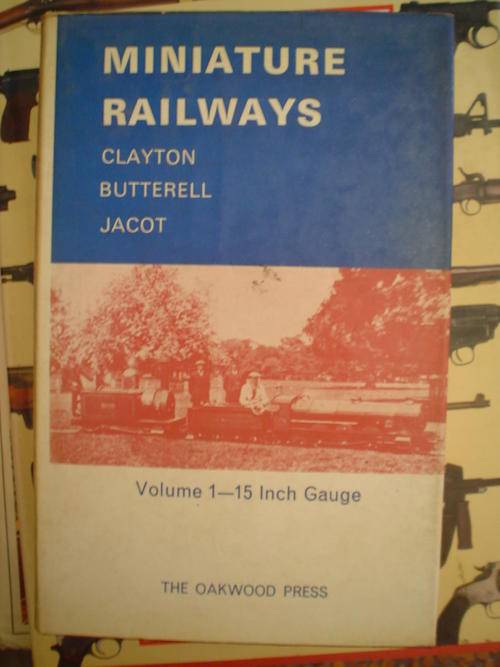 MINIATURE
RAILWAYS
CLAYTON
BUTTERELL
JACOT
Volume 1—15 Inch Gauge
THE OAKWOOD PRESS